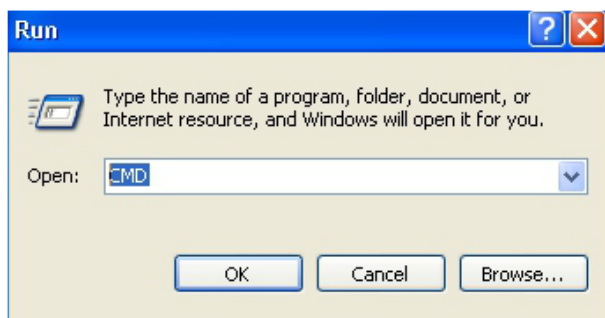 Run
Type the name of a program, folder, document, or
Internet resource, and Windows will open it for you.
Open: CMD
OK Cancel Browse...